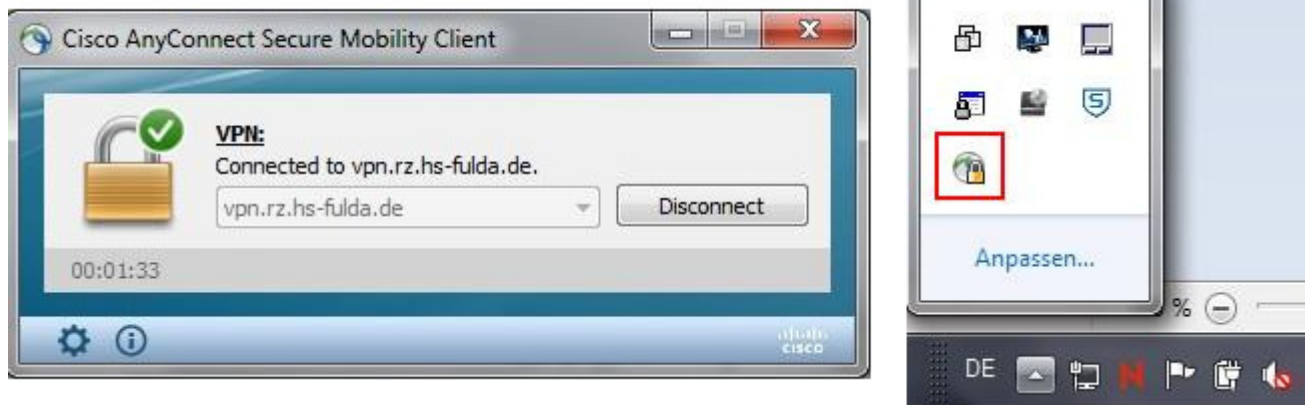 Cisco AnyConnect Secure Mobility Client
VPN:
Connected to vpn.rz.hs-fulda.de.
vpn.rz.hs-fulda.de
Disconnect
00:01:33
CISCO
Anpassen...
%
DE